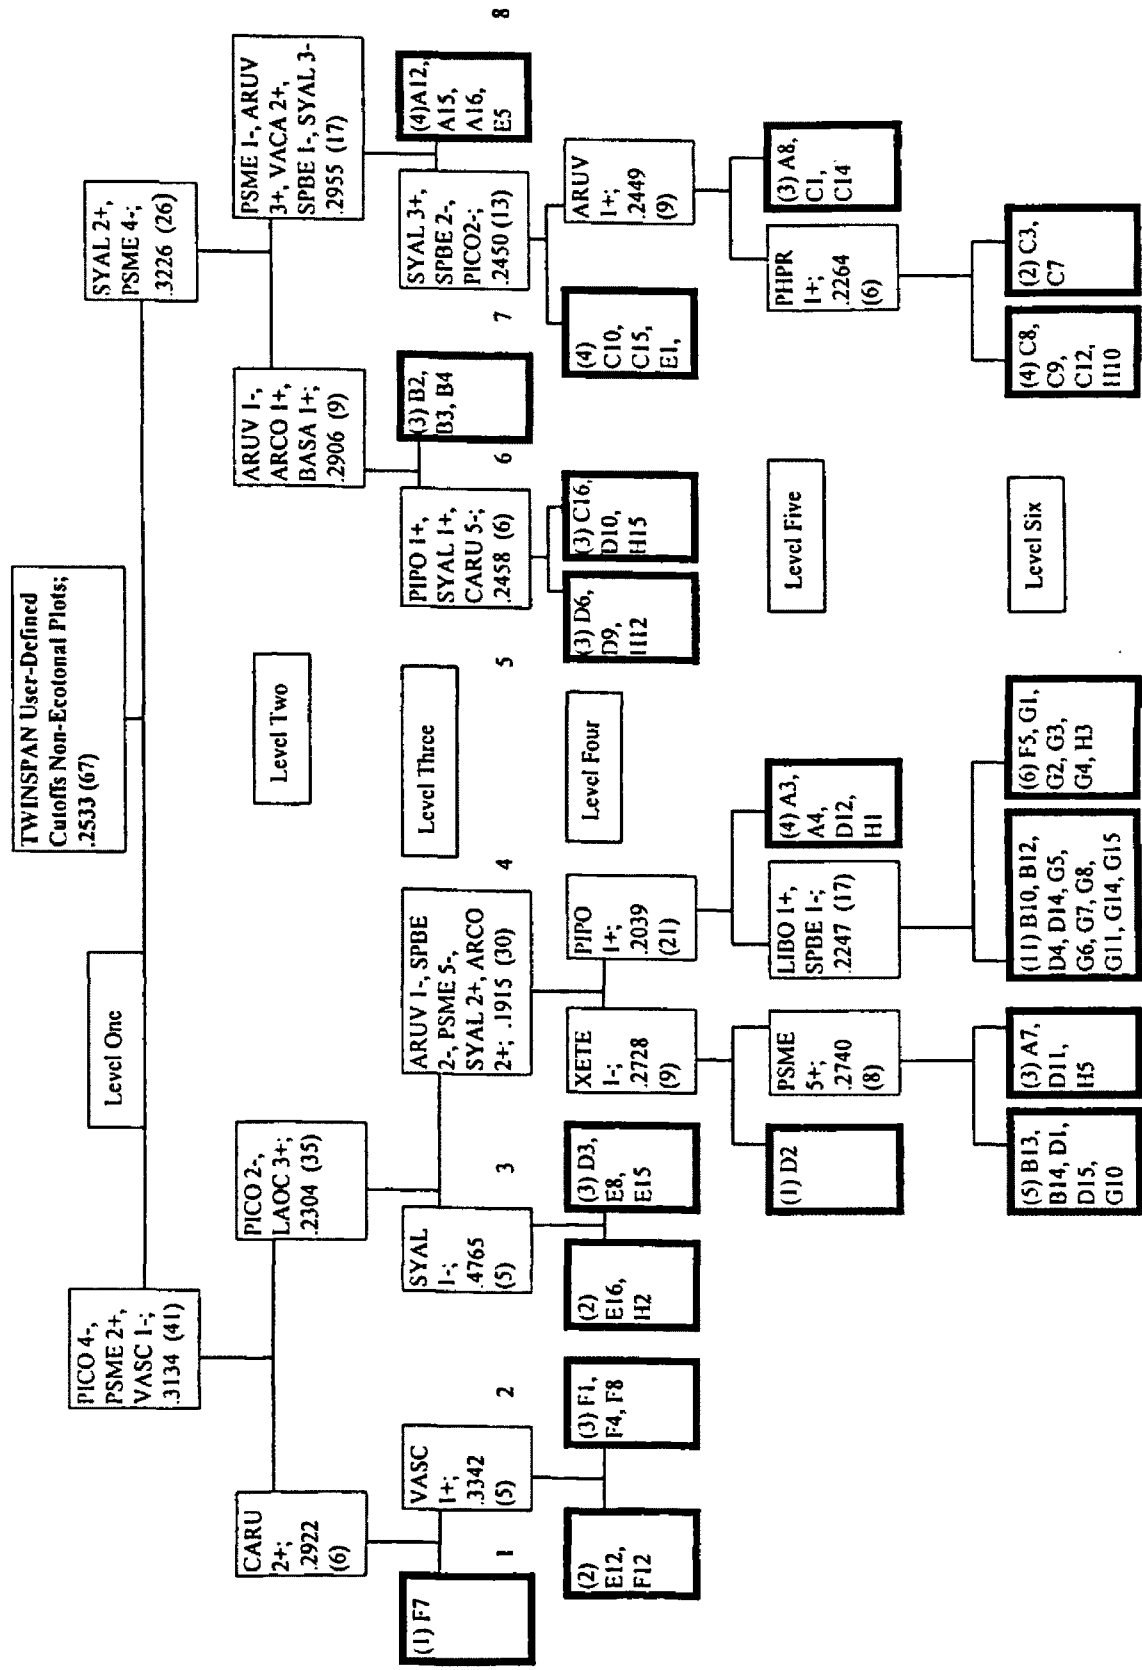 TWINSPAN User-Defined
Cutoffs Non-Ecotonal Plots;
.2533 (67)
Level One
PICO 4-,
PSME 2+,
VASC 1-;
.3134 (41)
SYAL 2+,
PSME 4-;
.3226 (26)
Level Two
CARU
2+;
.2922
(6)
PICO 2-,
LAOC 3+;
.2304 (35)
ARUV 1-,
ARCO 1+,
BASA 1+;
.2906 (9)
PSME 1-, ARUV
3+, VACA 2+,
SPBE 1-, SYAL 3-
.2955 (17)
Level Three
(1) F7
VASC
1+;
.3342
(5)
SYAL
1-;
.4765
(5)
ARUV 1-, SPBE
2-, PSME 5-,
SYAL 2+, ARCO
2+; .1915 (30)
PIPO 1+,
SYAL 1+,
CARU 5-;
.2458 (6)
(3) B2,
B3, B4
SYAL 3+,
SPBE 2-,
PICO2-;
.2450 (13)
(4)A12,
A15,
A16,
E5
1
2
3
4
5
6
7
8
Level Four
(2)
E12,
F12
(3) F1,
F4, F8
(2)
E16,
H2
(3) D3,
E8,
E15
XETE
1-;
.2728
(9)
PIPO
1+;
.2039
(21)
(3) D6,
D9,
H12
(3) C16,
D10,
H15
(4)
C10,
C15,
E1,
ARUV
1+;
.2449
(9)
Level Five
(1) D2
PSME
5+;
.2740
(8)
LIBO 1+,
SPBE 1-;
.2247 (17)
(4) A3,
A4,
D12,
H1
PHPR
1+;
.2264
(6)
(3) A8,
C1,
C14
Level Six
(5) B13,
B14, D1,
D15,
G10
(3) A7,
D11,
H5
(11) B10, B12,
D4, D14, G5,
G6, G7, G8,
G11, G14, G15
(6) F5, G1,
G2, G3,
G4, H3
(4) C8,
C9,
C12,
H10
(2) C3,
C7